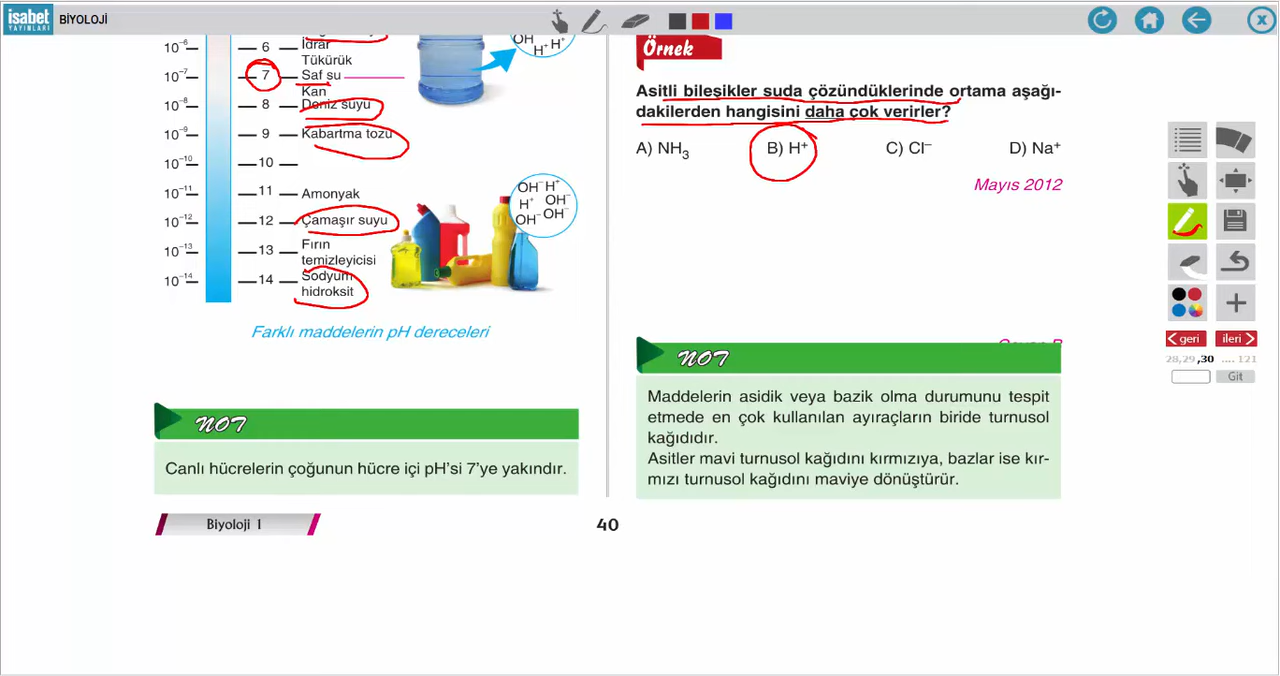 isabet
YAYINLARI
BİYOLOJİ
10⁻⁶ 6 İdrar
Tükürük
10⁻⁷ 7 Saf su
Kan
10⁻⁸ 8 Deniz suyu
10⁻⁹ 9 Kabartma tozu
10⁻¹⁰ 10
10⁻¹¹ 11 Amonyak
10⁻¹² 12 Çamaşır suyu
10⁻¹³ 13 Fırın
temizleyicisi
10⁻¹⁴ 14 Sodyum
hidroksit
OH⁻
H⁺ H⁺
OH⁻ H⁺
H⁺ OH⁻
OH⁻ OH⁻
Farklı maddelerin pH dereceleri
NOT
Canlı hücrelerin çoğunun hücre içi pH'si 7'ye yakındır.
Biyoloji 1
40
Örnek
Asitli bileşikler suda çözündüklerinde ortama aşağı-
dakilerden hangisini daha çok verirler?
A) NH₃ B) H⁺ C) Cl⁻ D) Na⁺
Mayıs 2012
NOT
Maddelerin asidik veya bazik olma durumunu tespit
etmede en çok kullanılan ayıraçların biride turnusol
kağıdıdır.
Asitler mavi turnusol kağıdını kırmızıya, bazlar ise kır-
mızı turnusol kağıdını maviye dönüştürür.
geri ileri
28,29,30 .... 121
Git